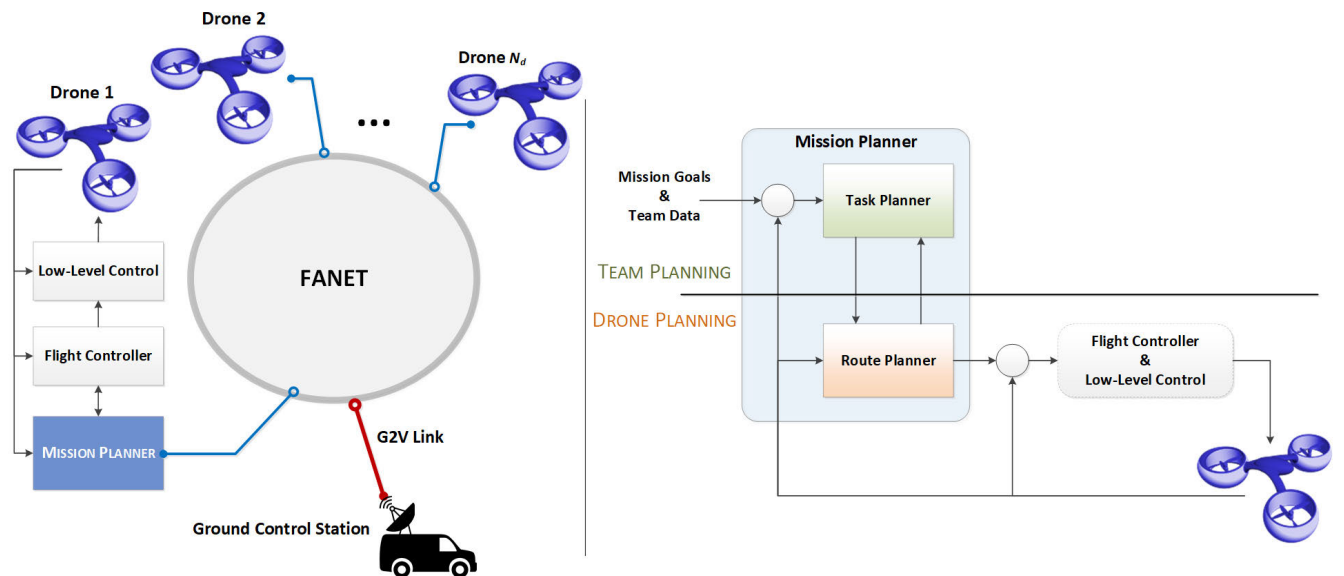 Drone 2
Drone N_d
Drone 1
...
Low-Level Control
FANET
Flight Controller
MISSION PLANNER
G2V Link
Ground Control Station
Mission Planner
Mission Goals
&
Team Data
Task Planner
TEAM PLANNING
DRONE PLANNING
Route Planner
Flight Controller
&
Low-Level Control